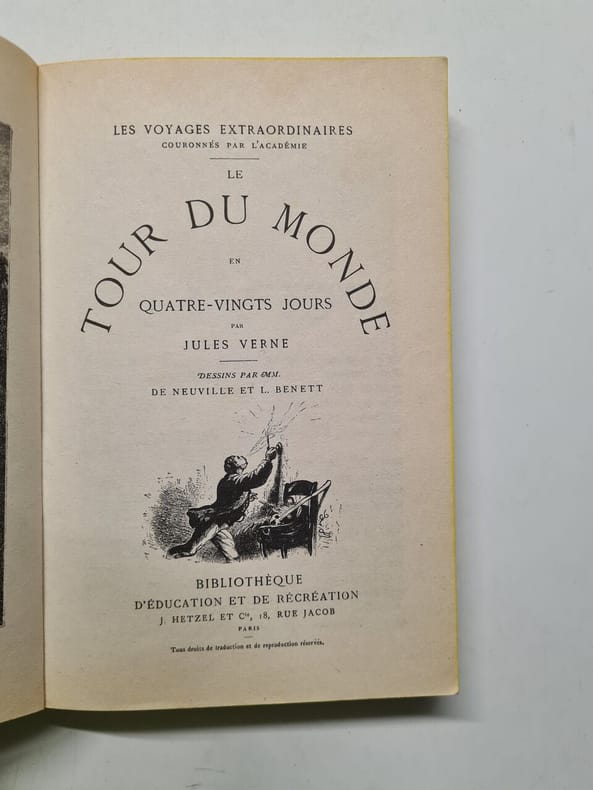 LES VOYAGES EXTRAORDINAIRES
COURONNÉS PAR L'ACADÉMIE
LE
TOUR DU MONDE
EN
QUATRE-VINGTS JOURS
PAR
JULES VERNE
DESSINS PAR MM.
DE NEUVILLE ET L. BENETT
BIBLIOTHÈQUE
D'ÉDUCATION ET DE RÉCRÉATION
J. HETZEL ET Cie, 18, RUE JACOB
PARIS
Tous droits de traduction et de reproduction réservés.